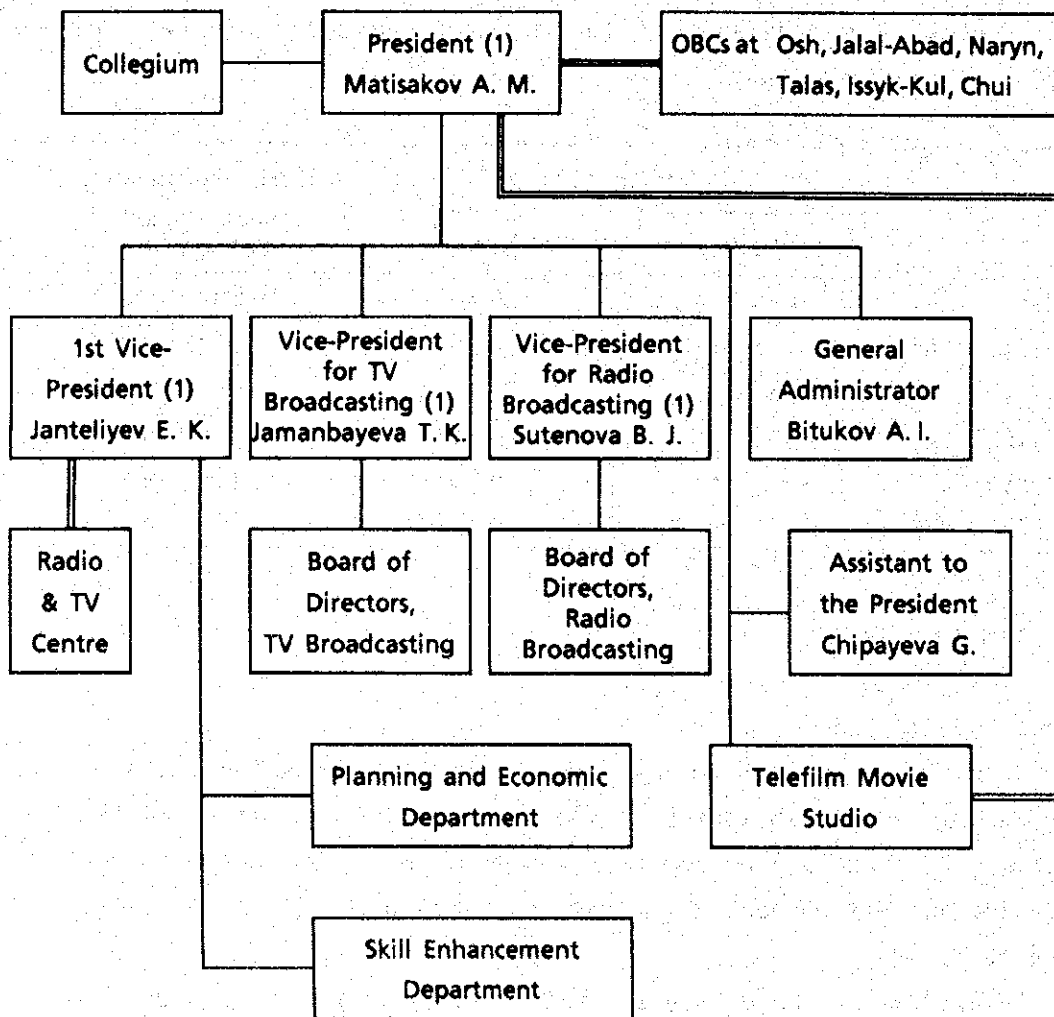 Collegium
President (1)
Matisakov A. M.
OBCs at Osh, Jalal-Abad, Naryn,
Talas, Issyk-Kul, Chui
1st Vice-
President (1)
Janteliyev E. K.
Vice-President
for TV
Broadcasting (1)
Jamanbayeva T. K.
Vice-President
for Radio
Broadcasting (1)
Sutenova B. J.
General
Administrator
Bitukov A. I.
Radio
& TV
Centre
Board of
Directors,
TV Broadcasting
Board of
Directors,
Radio
Broadcasting
Assistant to
the President
Chipayeva G.
Planning and Economic
Department
Telefilm Movie
Studio
Skill Enhancement
Department